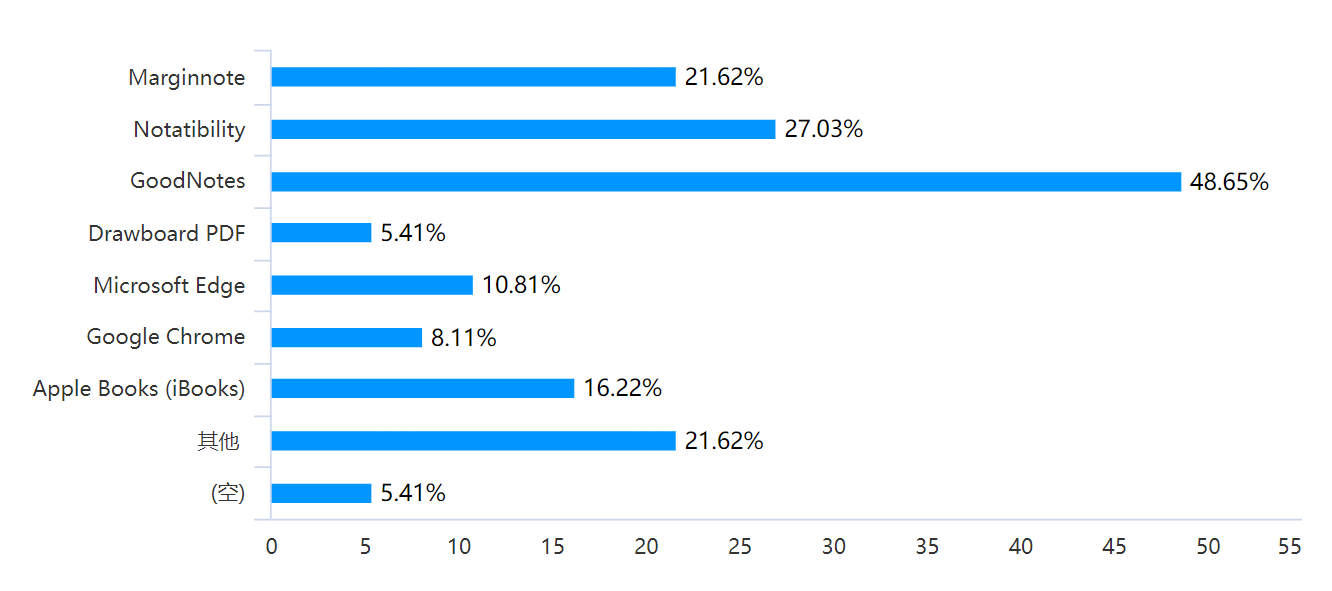 Marginnote 21.62%
Notatibility 27.03%
GoodNotes 48.65%
Drawboard PDF 5.41%
Microsoft Edge 10.81%
Google Chrome 8.11%
Apple Books (iBooks) 16.22%
其他 21.62%
(空) 5.41%
0 5 10 15 20 25 30 35 40 45 50 55